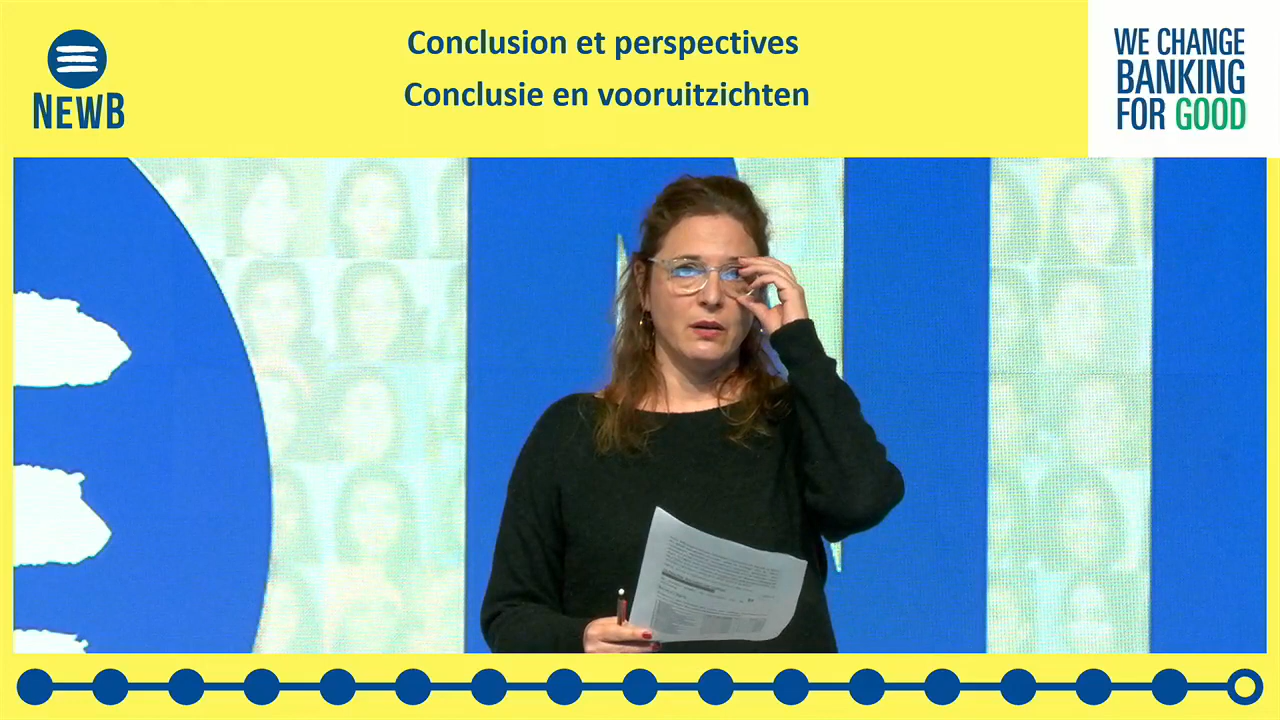 Conclusion et perspectives
Conclusie en vooruitzichten
NEWB
WE CHANGE
BANKING
FOR GOOD